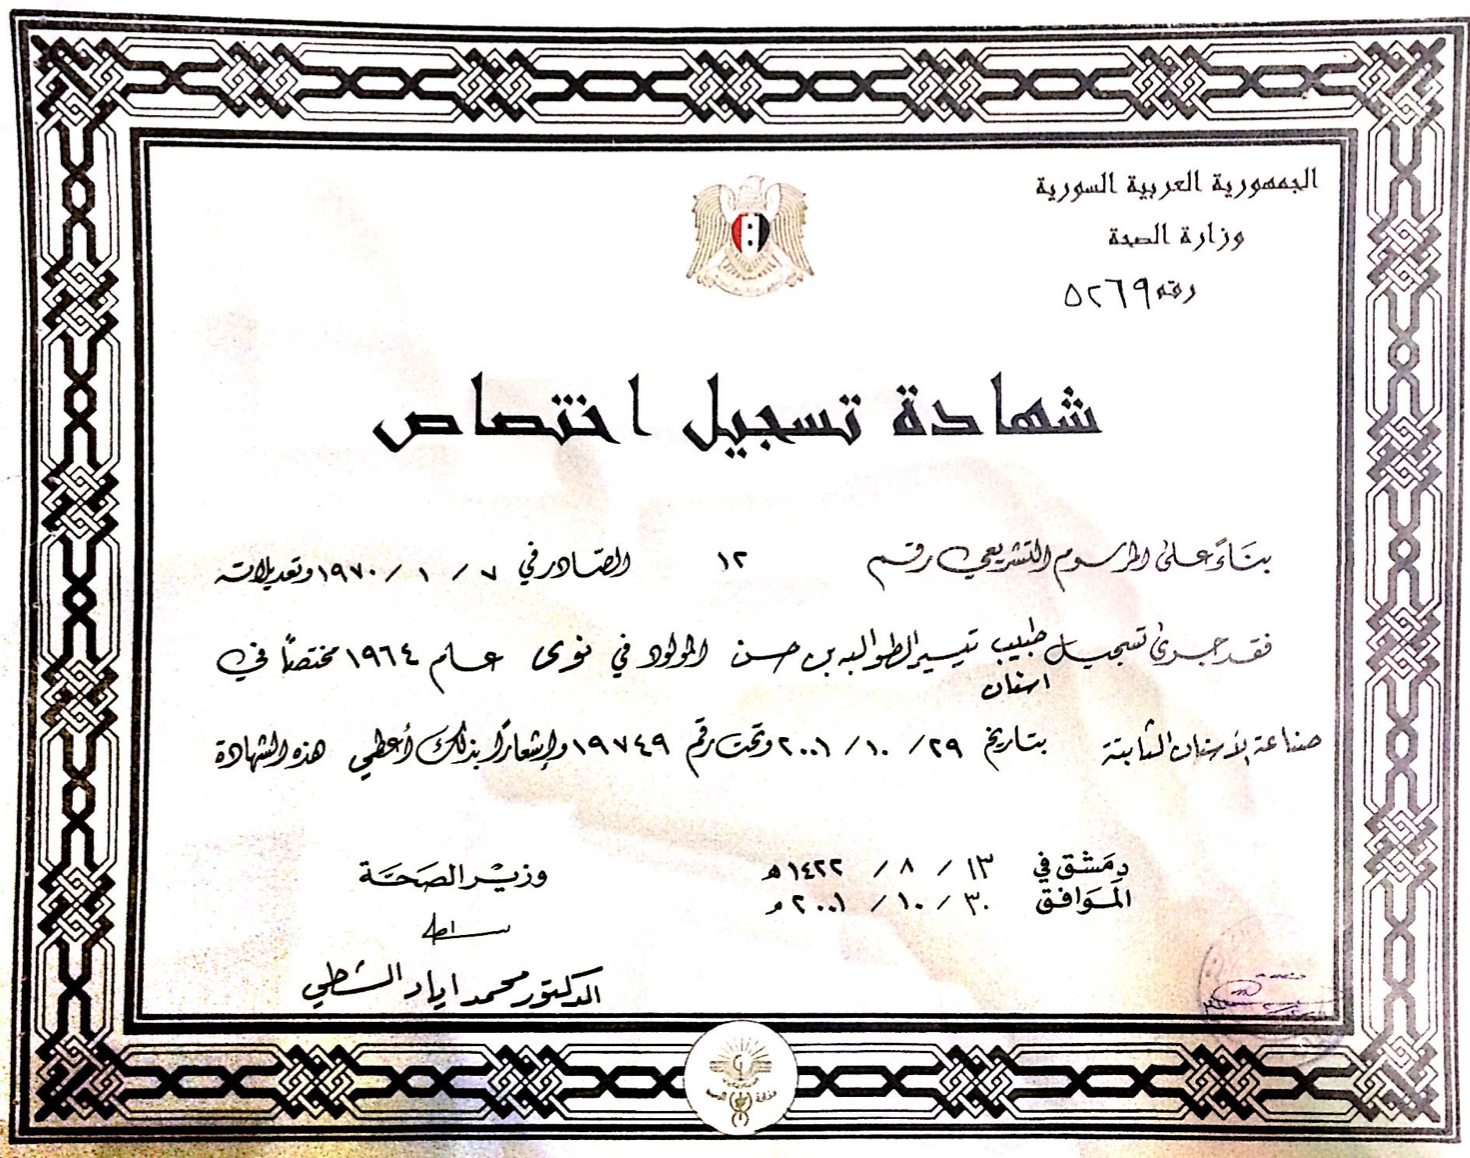 الجمهورية العربية السورية
وزارة الصحة
رقم ٥٢٦٩
شهادة تسجيل اختصاص
بناءً على المرسوم التشريعي رقم ١٢ الصادر في ٧ / ١ / ١٩٧٠ وتعديلاته
فقد جرى تسجيل طبيب اسنان تيسير الطوالبه بن حسن المولود في نوى عام ١٩٦٤ مختصاً في
صناعة الأسنان الثابتة بتاريخ ٢٩ / ١٠ / ٢٠٠١ وتحت رقم ١٩٧٤٩ وإشعاراً بذلك أعطي هذه الشهادة
دمشق في ١٣ / ٨ / ١٤٢٢ هـ
الموافق ٣٠ / ١٠ / ٢٠٠١ م
وزير الصحة
الدكتور محمد اياد الشطي
وزارة الصحة